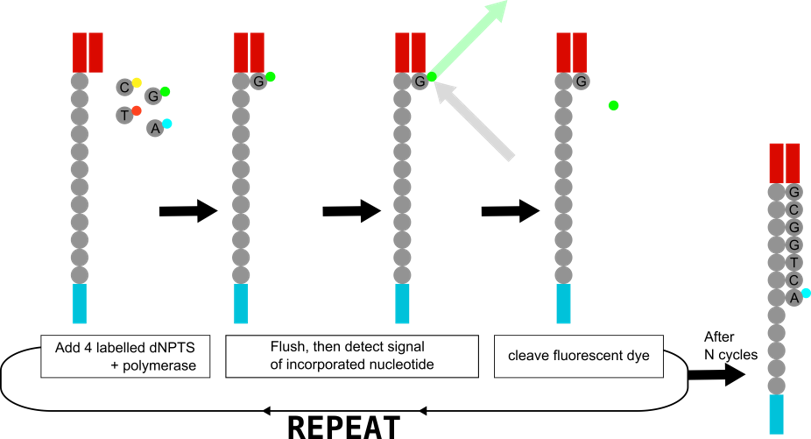 C
G
T
A
G
G
G
G
C
G
G
T
C
A
Add 4 labelled dNPTS
+ polymerase
Flush, then detect signal
of incorporated nucleotide
cleave fluorescent dye
After
N cycles
REPEAT